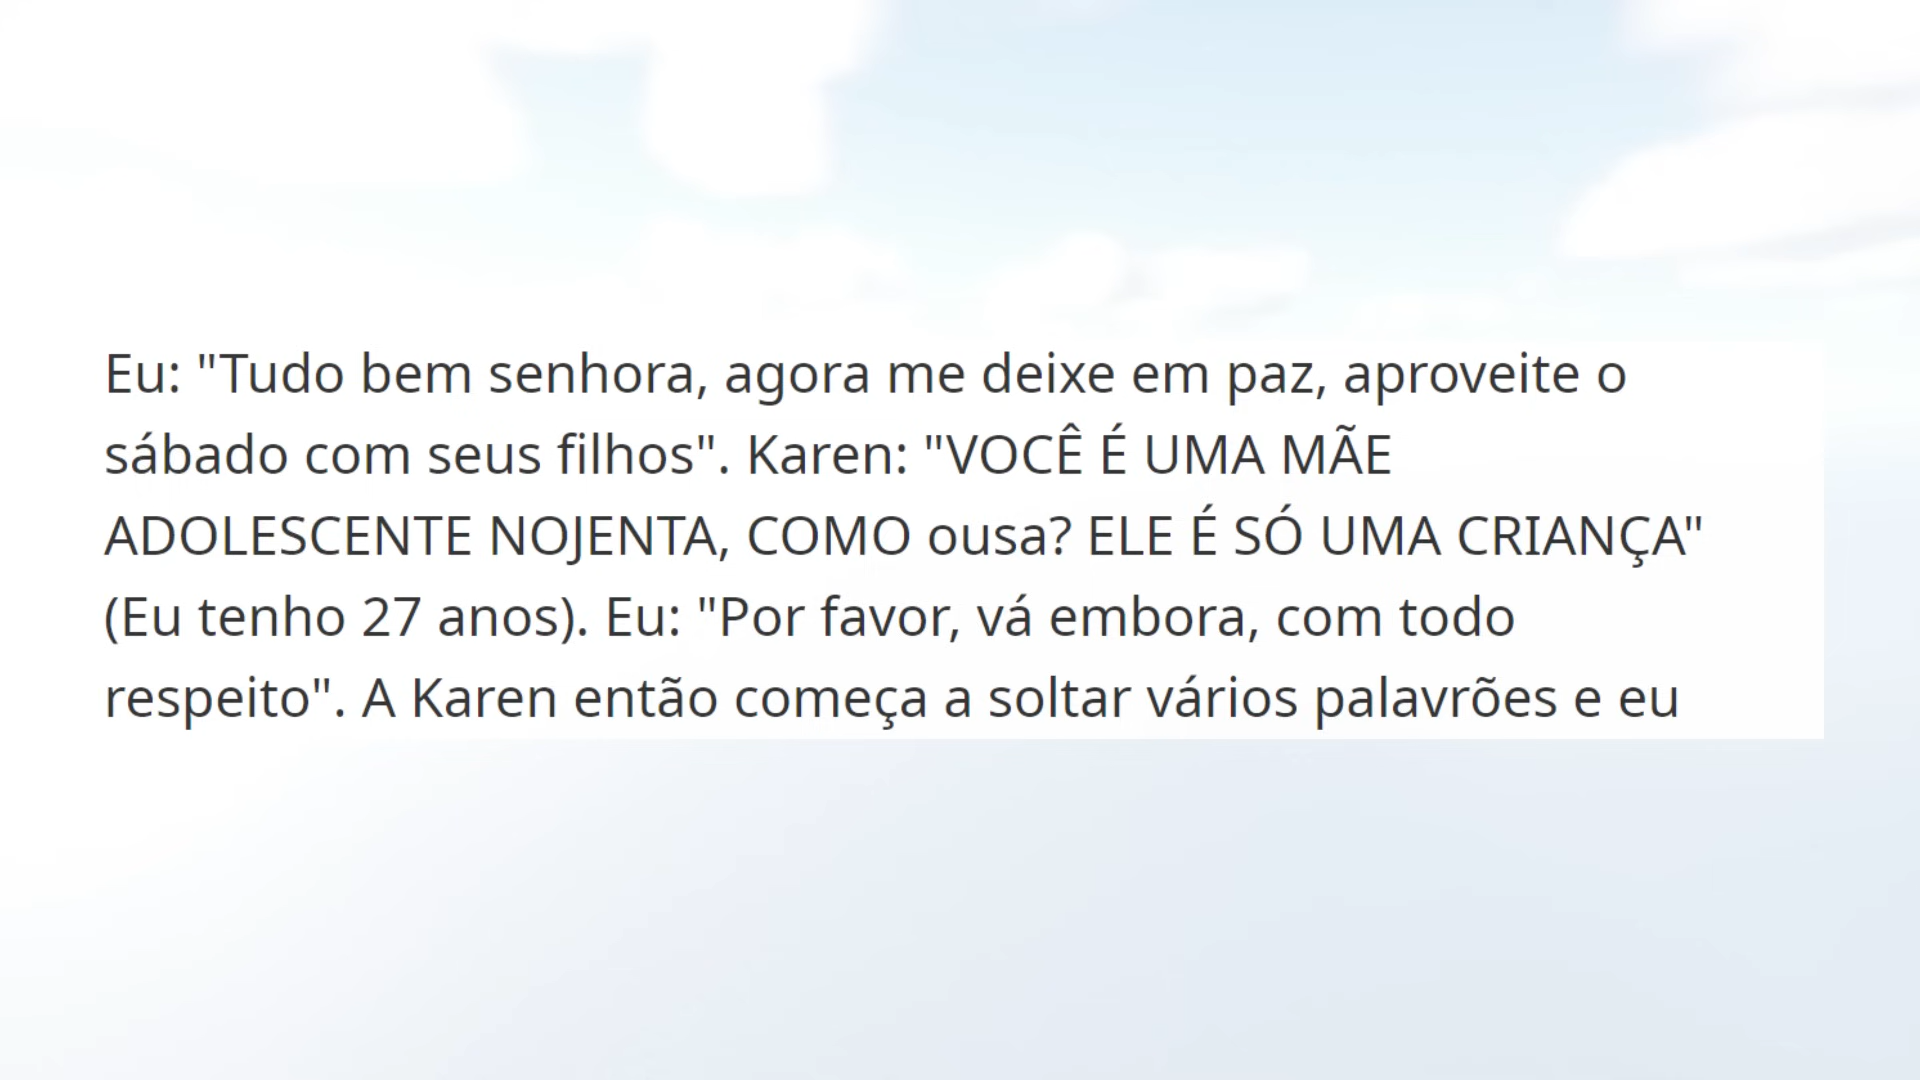 Eu: "Tudo bem senhora, agora me deixe em paz, aproveite o
sábado com seus filhos". Karen: "VOCÊ É UMA MÃE
ADOLESCENTE NOJENTA, COMO ousa? ELE É SÓ UMA CRIANÇA"
(Eu tenho 27 anos). Eu: "Por favor, vá embora, com todo
respeito". A Karen então começa a soltar vários palavrões e eu